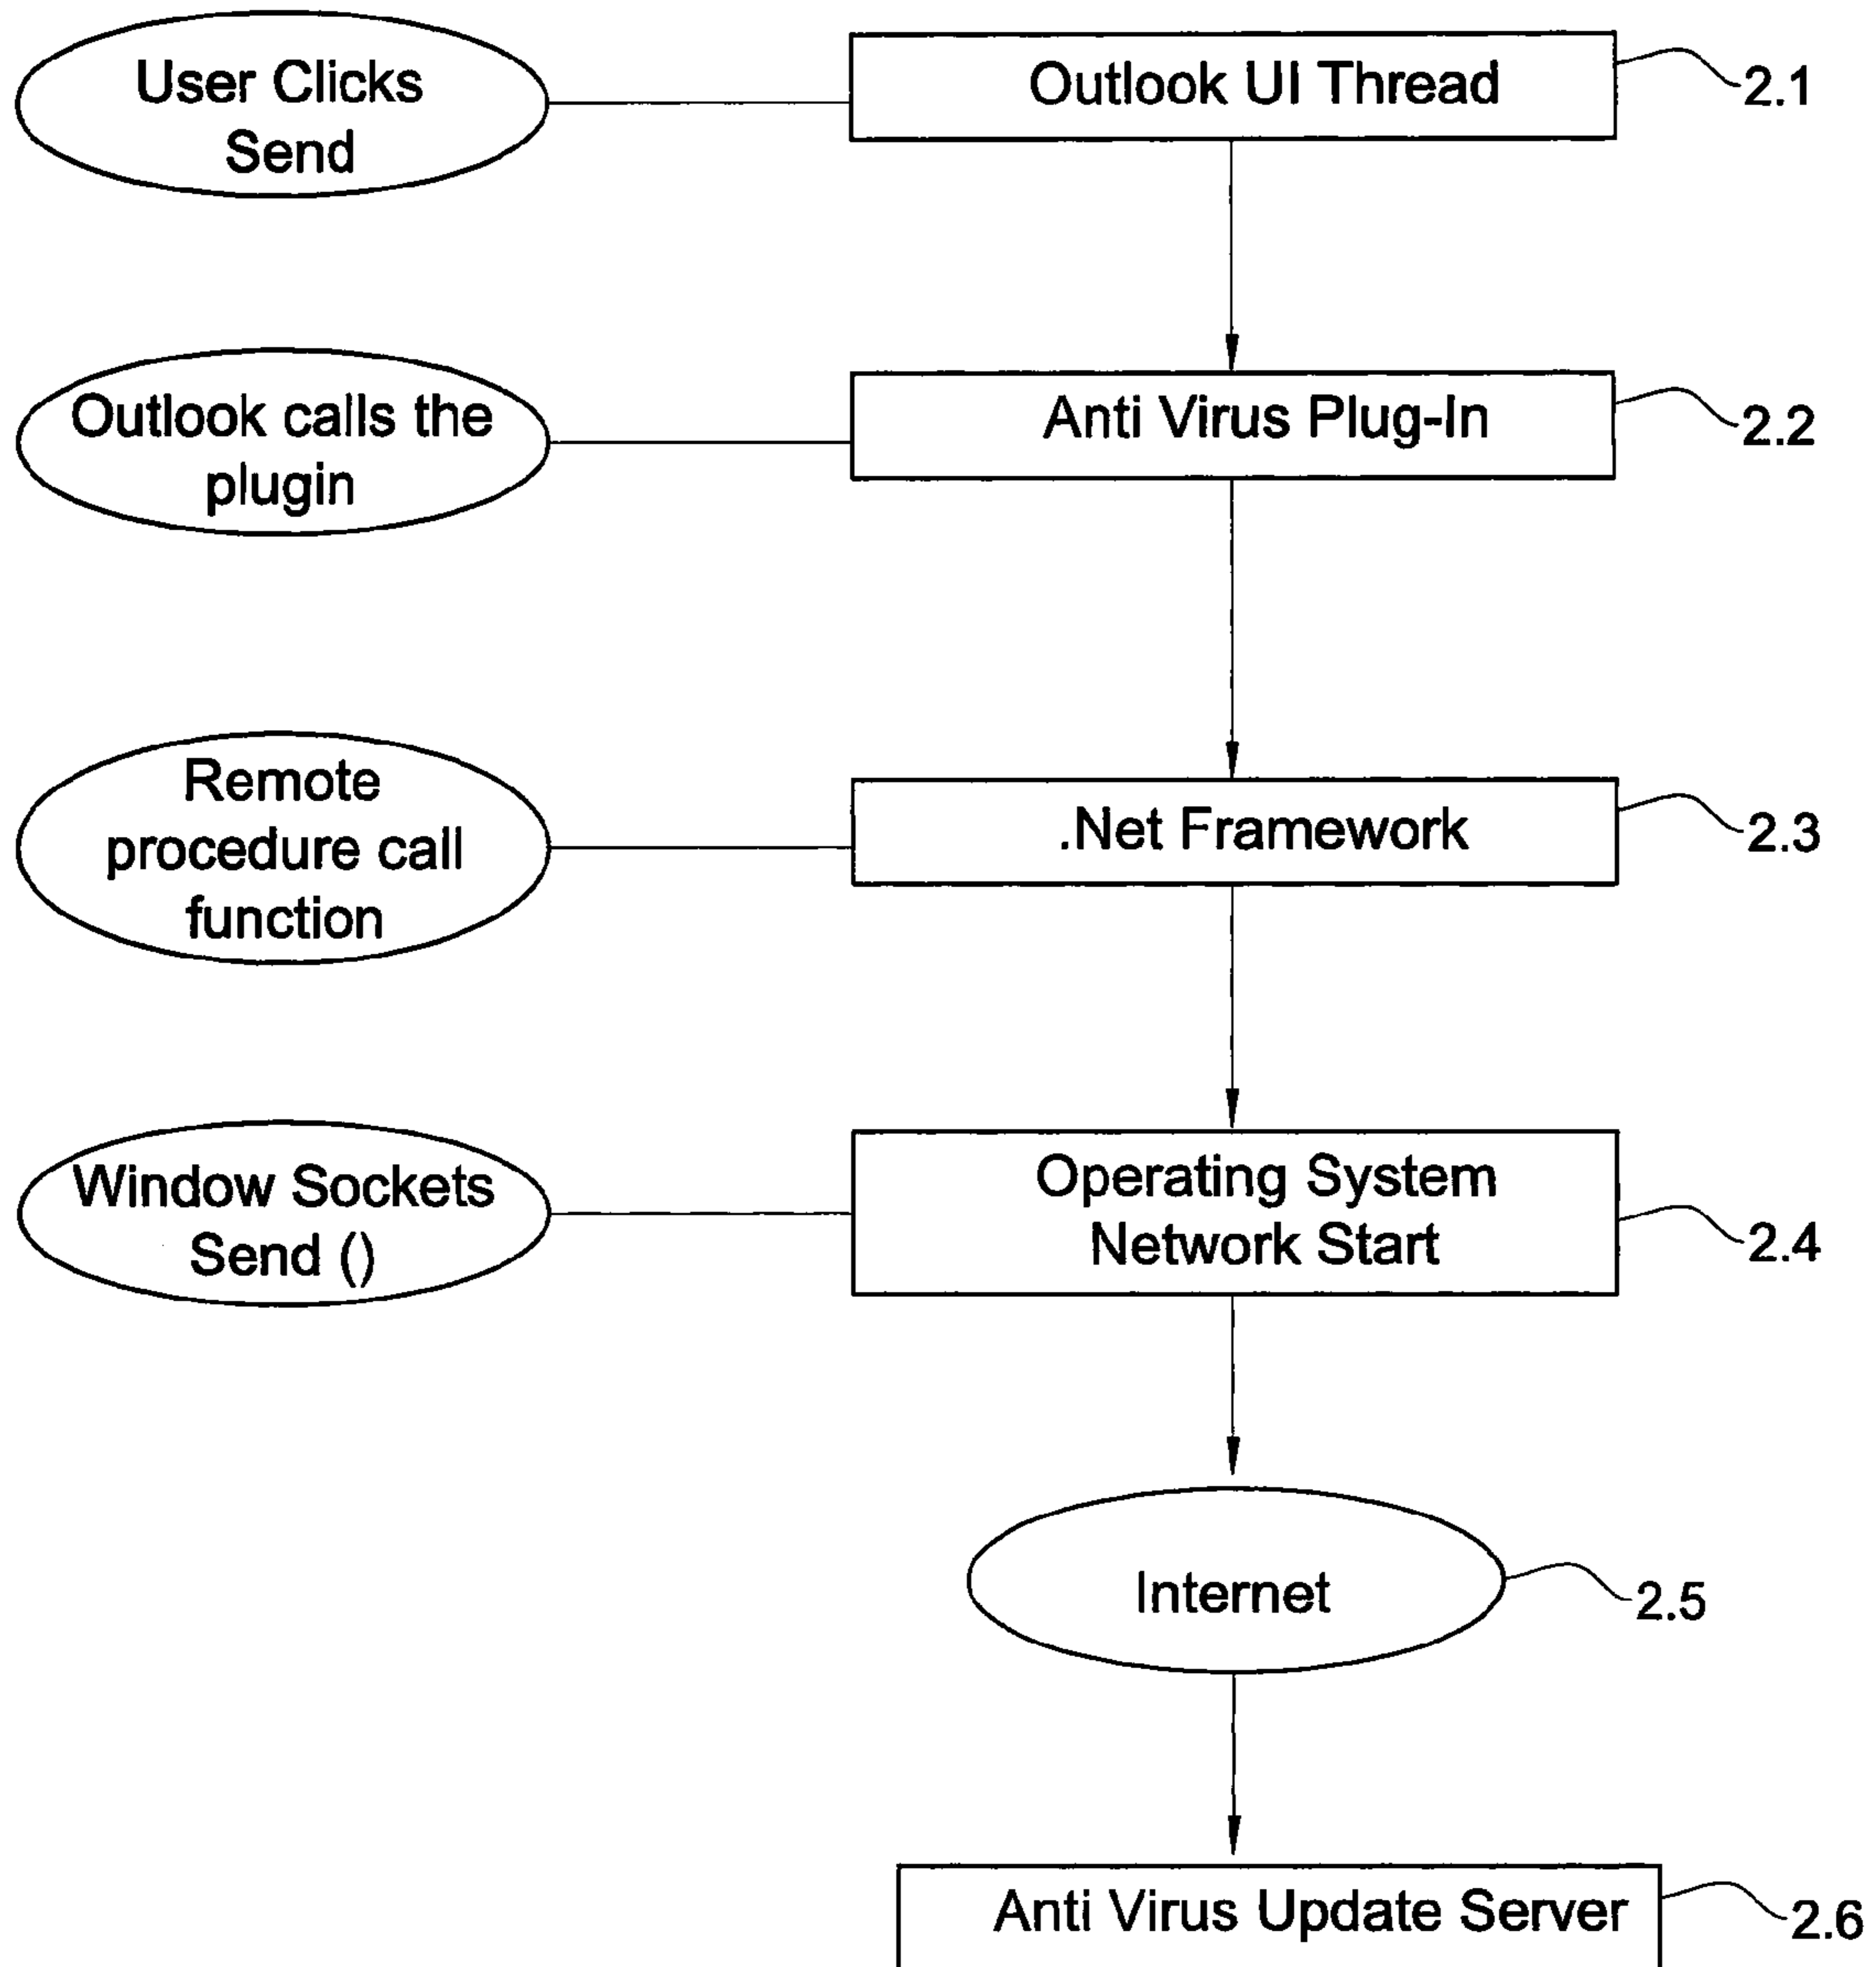 User Clicks
Send
Outlook UI Thread
2.1
Outlook calls the
plugin
Anti Virus Plug-In
2.2
Remote
procedure call
function
.Net Framework
2.3
Window Sockets
Send ()
Operating System
Network Start
2.4
Internet
2.5
Anti Virus Update Server
2.6